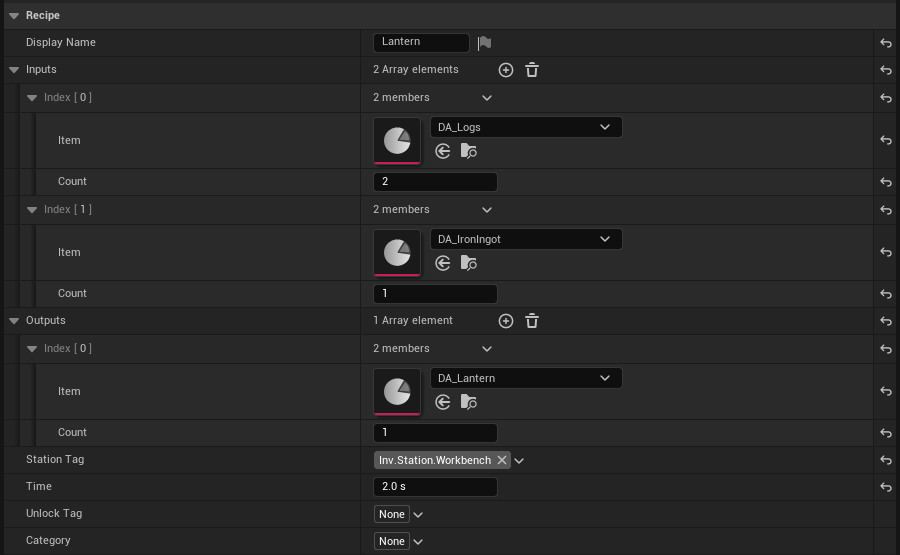 Recipe
Display Name Lantern
Inputs 2 Array elements
Index [ 0 ] 2 members
Item DA_Logs
Count 2
Index [ 1 ] 2 members
Item DA_IronIngot
Count 1
Outputs 1 Array element
Index [ 0 ] 2 members
Item DA_Lantern
Count 1
Station Tag Inv.Station.Workbench
Time 2.0 s
Unlock Tag None
Category None